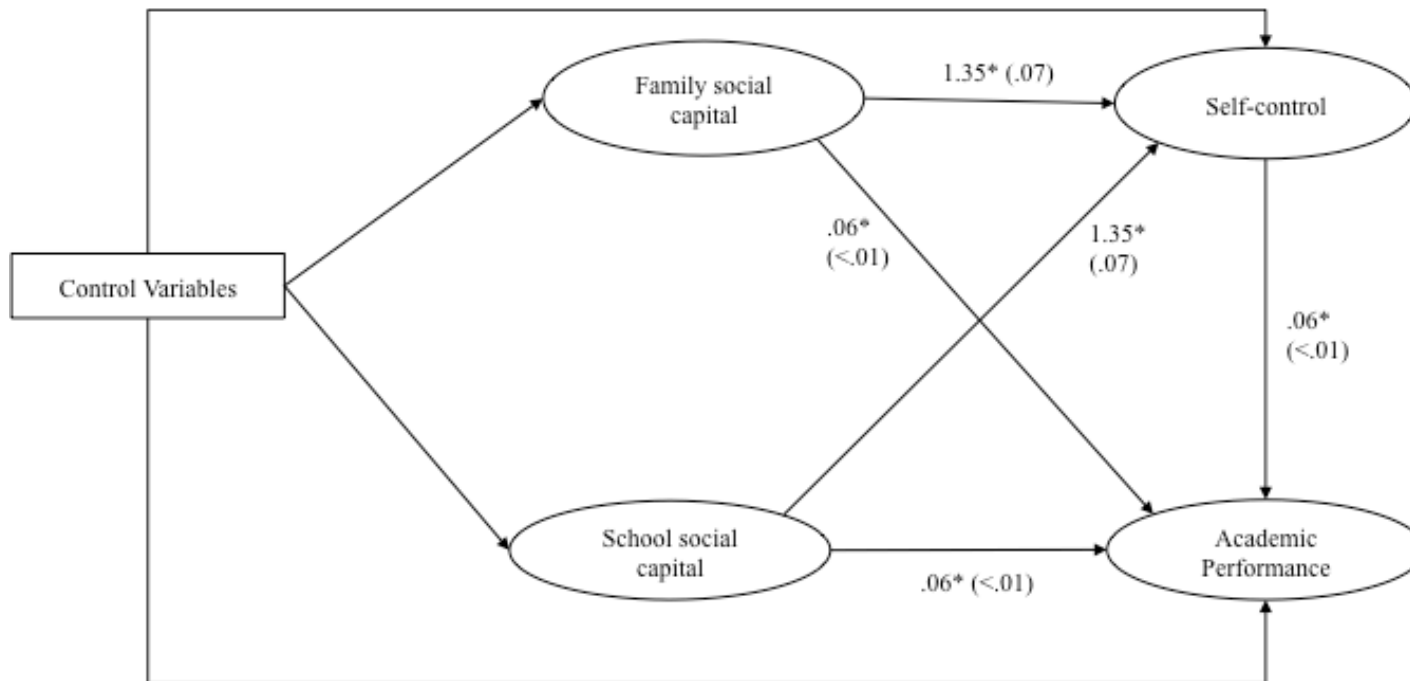 Family social
capital
1.35* (.07)
Self-control
.06*
(<.01)
1.35*
(.07)
Control Variables
.06*
(<.01)
School social
capital
.06* (<.01)
Academic
Performance